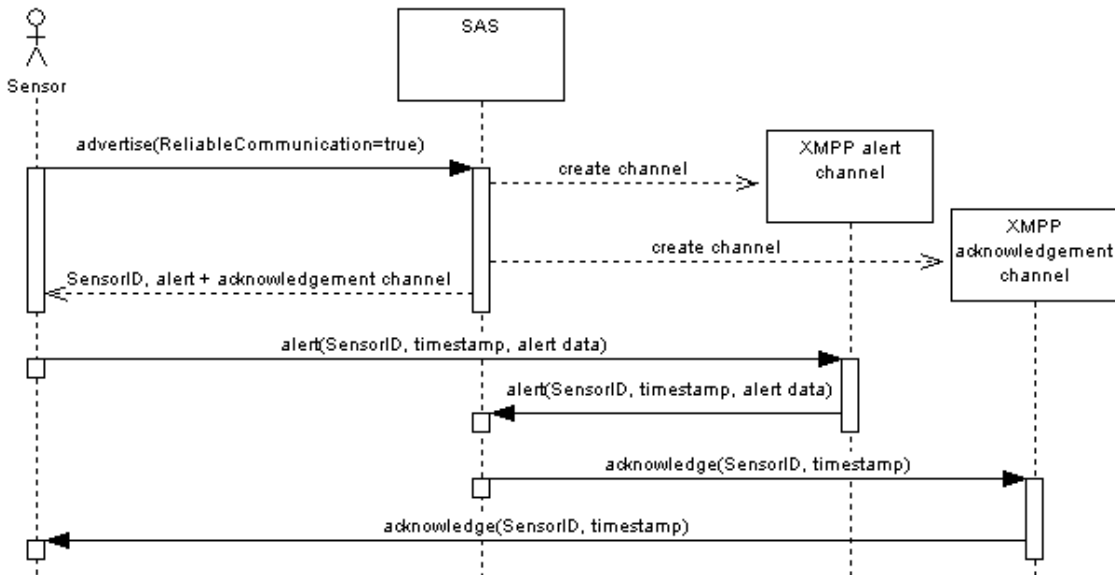 SAS
Sensor
advertise(ReliableCommunication=true)
XMPP alert
channel
create channel
XMPP
acknowledgement
channel
create channel
SensorID, alert + acknowledgement channel
alert(SensorID, timestamp, alert data)
alert(SensorID, timestamp, alert data)
acknowledge(SensorID, timestamp)
acknowledge(SensorID, timestamp)